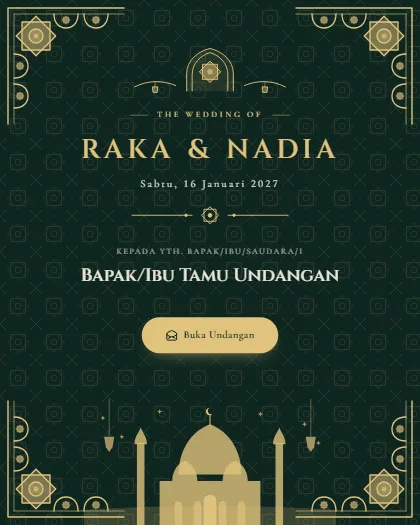 THE WEDDING OF
RAKA & NADIA
Sabtu, 16 Januari 2027
KEPADA YTH. BAPAK/IBU/SAUDARA/I
BAPAK/IBU TAMU UNDANGAN
Buka Undangan